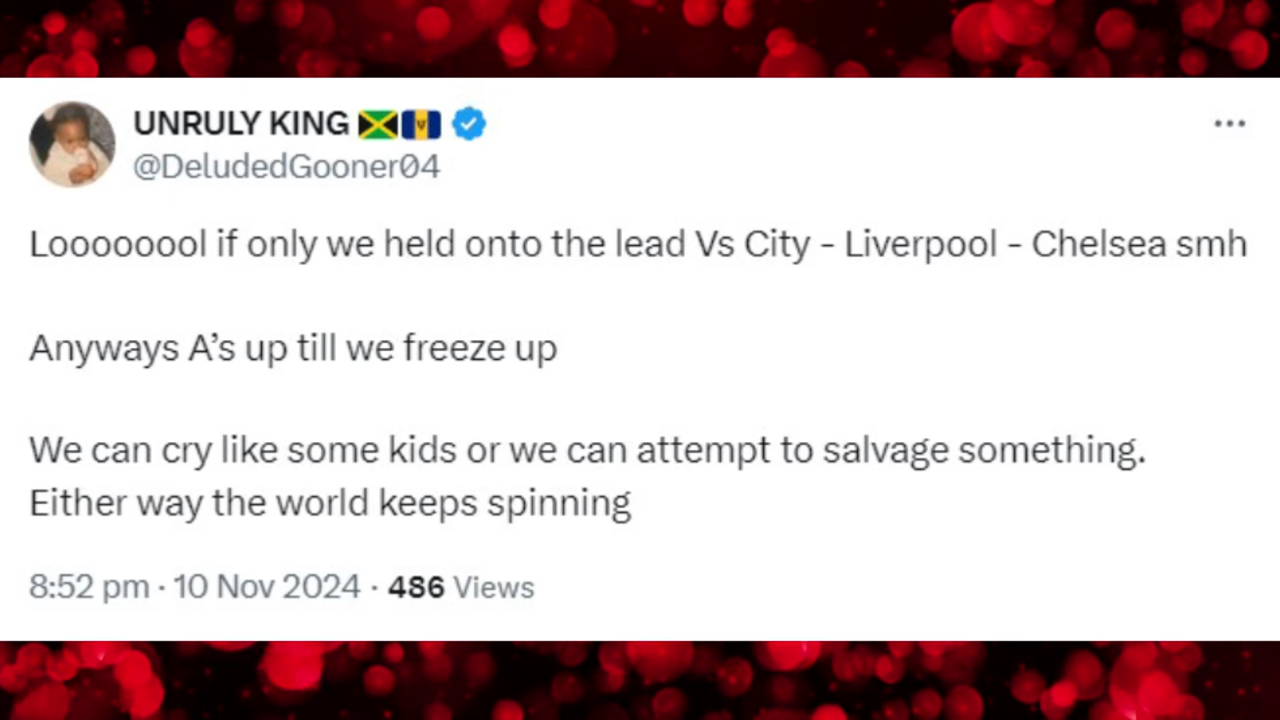 UNRULY KING 🇯🇲🇧🇧
@DeludedGooner04
Looooooool if only we held onto the lead Vs City - Liverpool - Chelsea smh
Anyways A’s up till we freeze up
We can cry like some kids or we can attempt to salvage something.
Either way the world keeps spinning
8:52 pm · 10 Nov 2024 · 486 Views